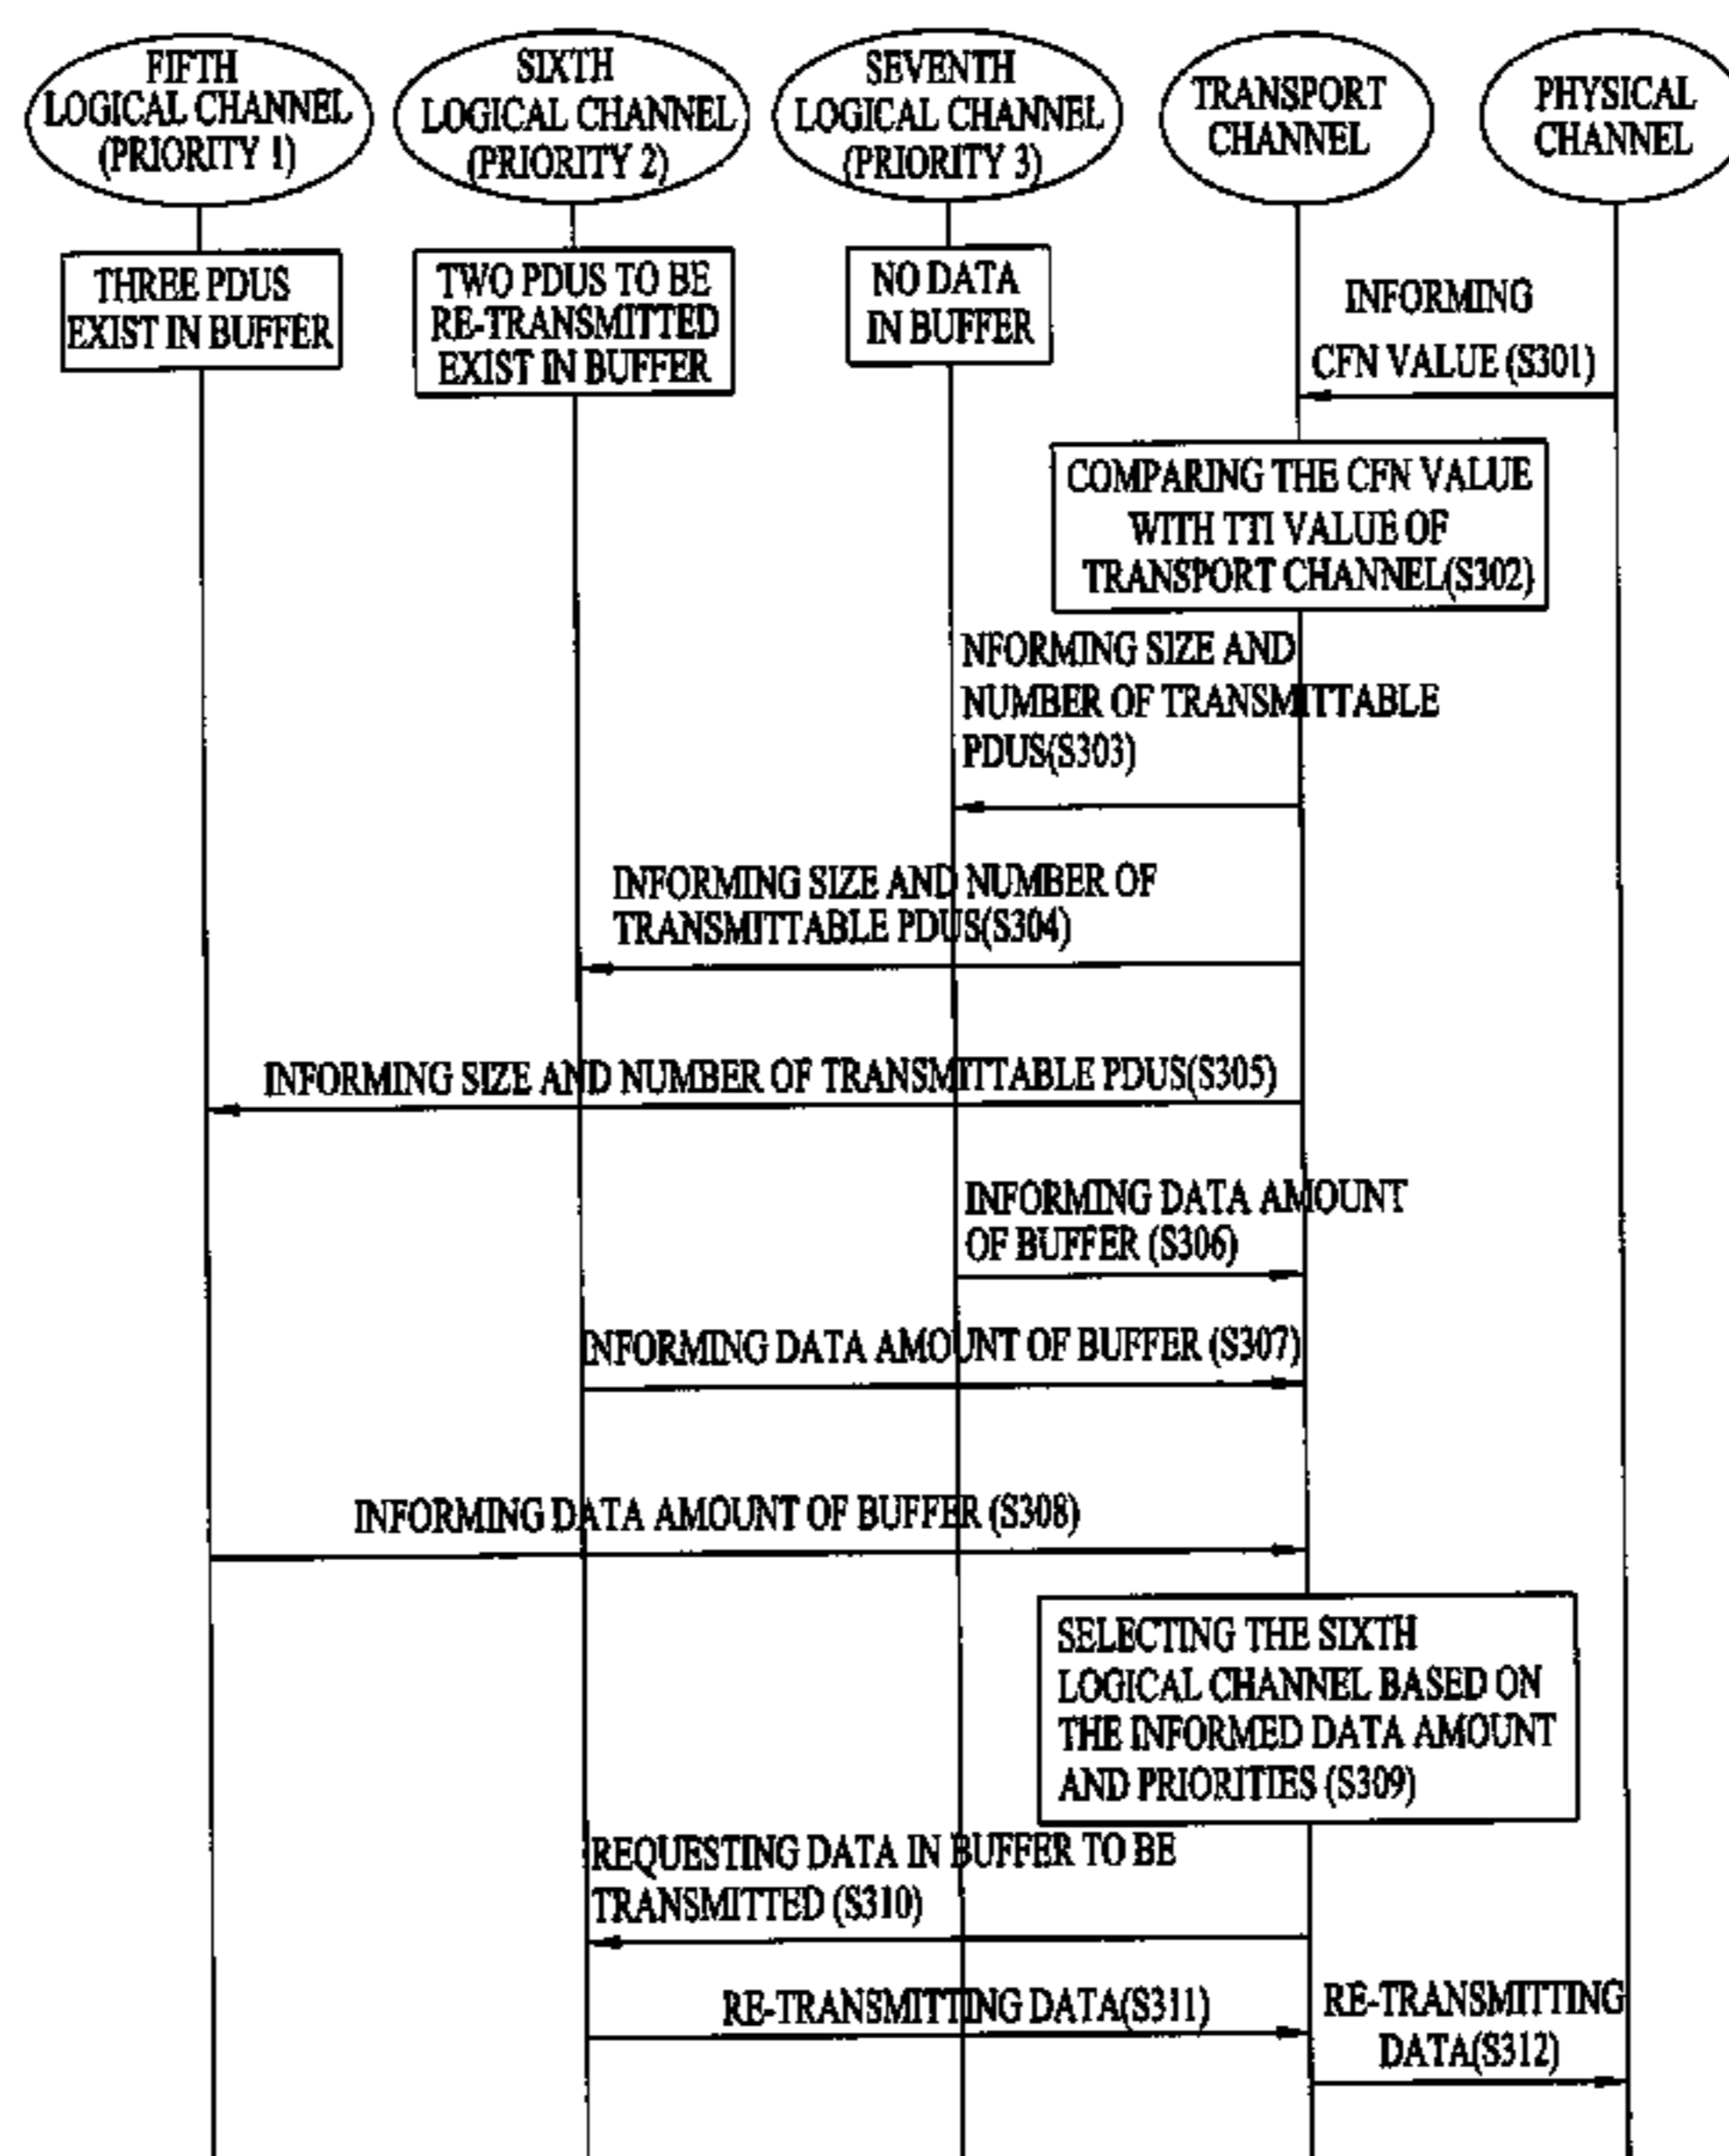 FIFTH
LOGICAL CHANNEL
(PRIORITY 1)
SIXTH
LOGICAL CHANNEL
(PRIORITY 2)
SEVENTH
LOGICAL CHANNEL
(PRIORITY 3)
TRANSPORT
CHANNEL
PHYSICAL
CHANNEL
THREE PDUS
EXIST IN BUFFER
TWO PDUS TO BE
RE-TRANSMITTED
EXIST IN BUFFER
NO DATA
IN BUFFER
INFORMING
CFN VALUE (S301)
COMPARING THE CFN VALUE
WITH TTI VALUE OF
TRANSPORT CHANNEL(S302)
NFORMING SIZE AND
NUMBER OF TRANSMITTABLE
PDUS(S303)
INFORMING SIZE AND NUMBER OF
TRANSMITTABLE PDUS(S304)
INFORMING SIZE AND NUMBER OF TRANSMITTABLE PDUS(S305)
INFORMING DATA AMOUNT
OF BUFFER (S306)
INFORMING DATA AMOUNT OF BUFFER (S307)
INFORMING DATA AMOUNT OF BUFFER (S308)
SELECTING THE SIXTH
LOGICAL CHANNEL BASED ON
THE INFORMED DATA AMOUNT
AND PRIORITIES (S309)
REQUESTING DATA IN BUFFER TO BE
TRANSMITTED (S310)
RE-TRANSMITTING DATA(S311)
RE-TRANSMITTING
DATA(S312)